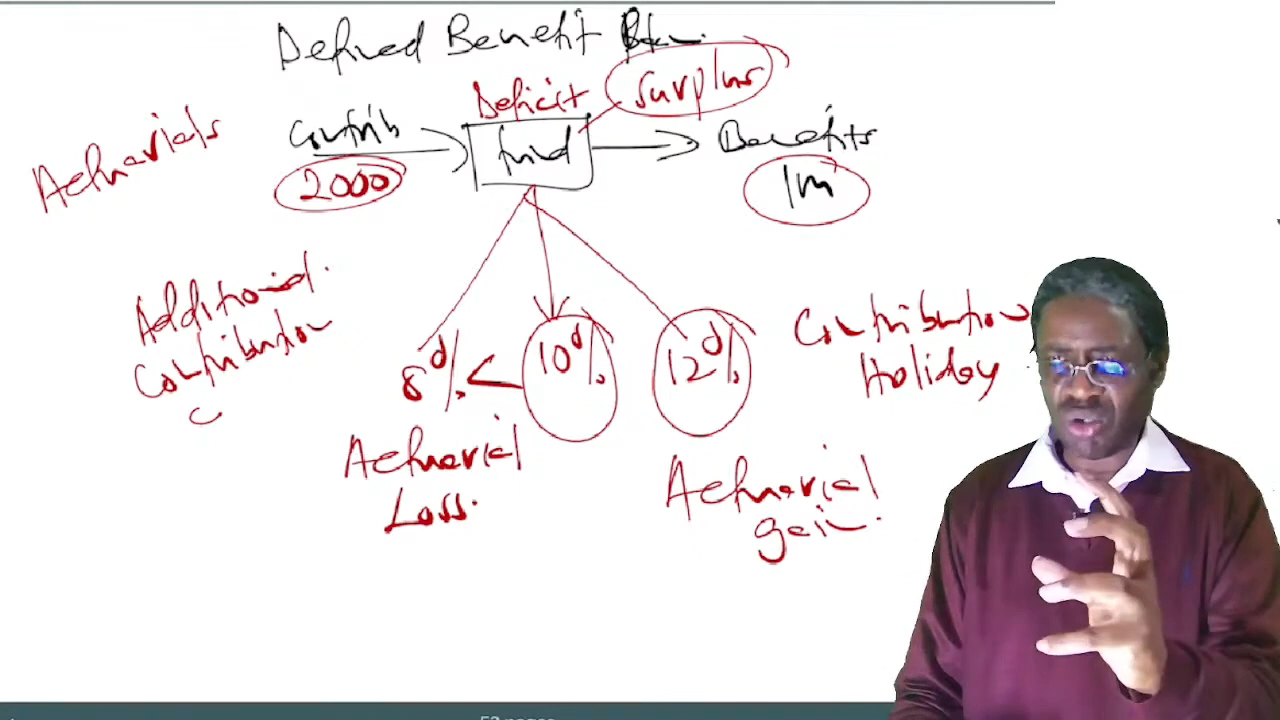 Defined Benefit Plan.
Deficit
surplus
Actuarials
Contrib
fund
Benefits
2000
1m
Additional
Contribution
C
8% <
10%
12%
Contribution
Holiday
Actuarial
Loss.
Actuarial
gain.